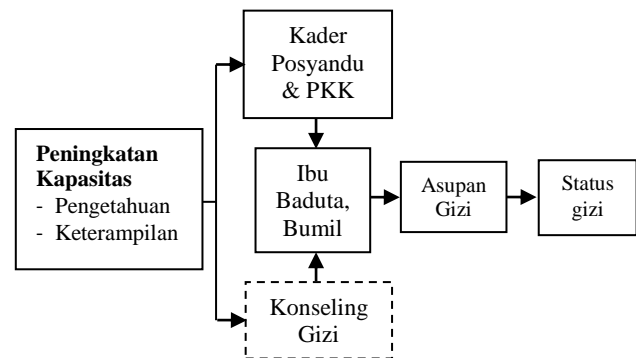 Kader
Posyandu
& PKK
Peningkatan
Kapasitas
- Pengetahuan
- Keterampilan
Ibu
Baduta,
Bumil
Asupan
Gizi
Status
gizi
Konseling
Gizi